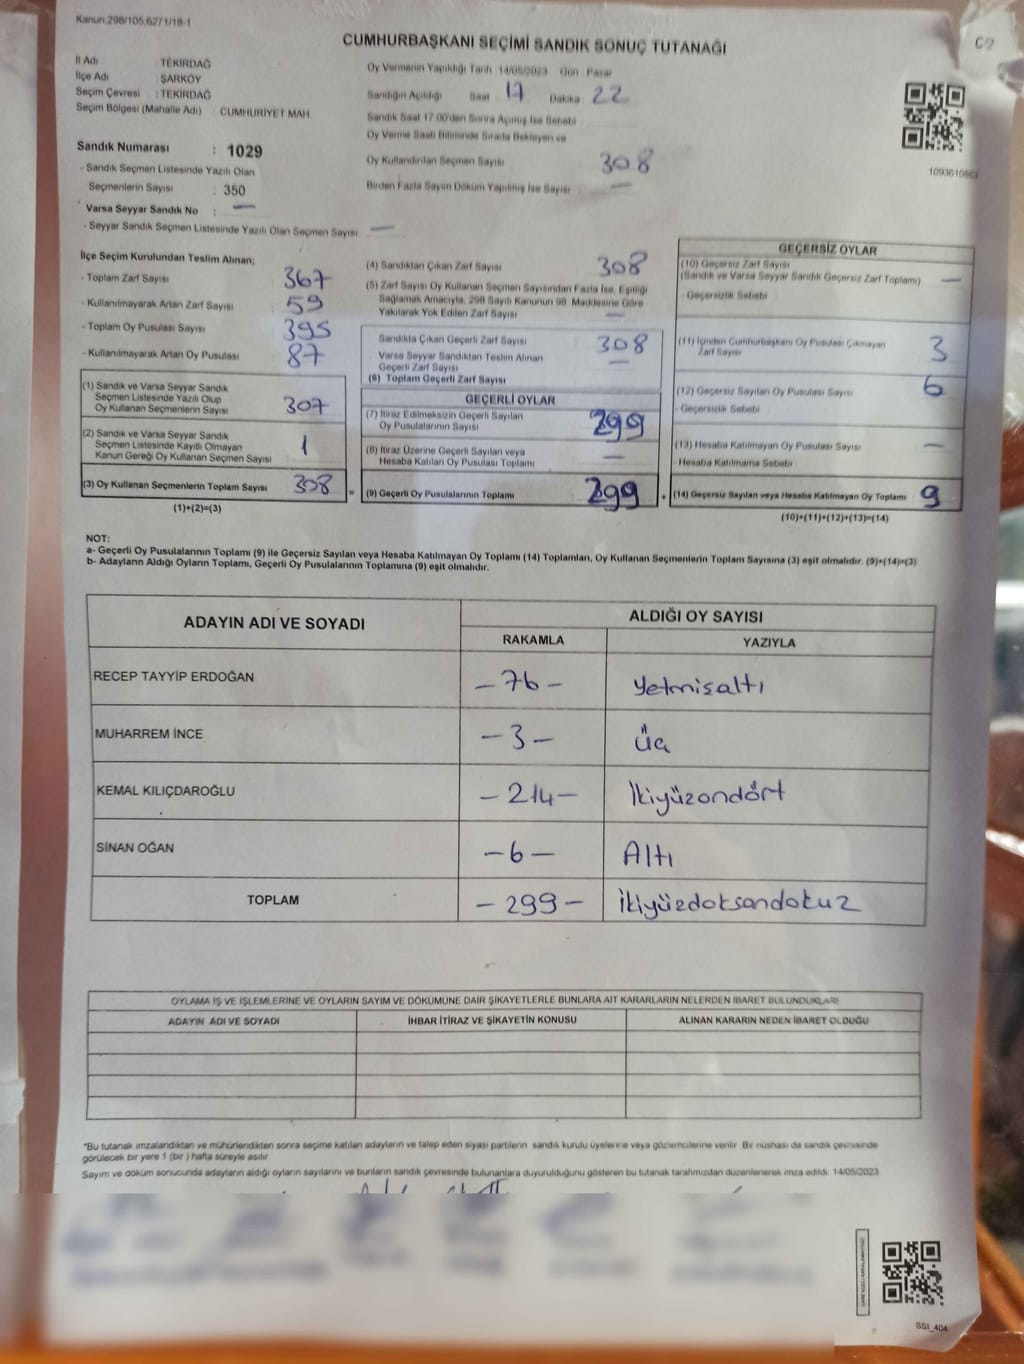 Kanun:298/105,6271/18-1
C2
CUMHURBAŞKANI SEÇİMİ SANDIK SONUÇ TUTANAĞI
İl Adı : TEKİRDAĞ
İlçe Adı : ŞARKÖY
Seçim Çevresi : TEKİRDAĞ
Seçim Bölgesi (Mahalle Adı) : CUMHURİYET MAH.
Oy Vermenin Yapıldığı Tarih :14/05/2023 Gün : Pazar
Sandığın Açıldığı Saat 17 Dakika 22
Sandık Saat 17.00'den Sonra Açılmış İse Sebebi
Oy Verme Saati Bitiminde Sırada Bekleyen ve
Oy Kullandırılan Seçmen Sayısı 308
Birden Fazla Sayım Döküm Yapılmış İse Sayısı —
1093610863
Sandık Numarası : 1029
- Sandık Seçmen Listesinde Yazılı Olan
Seçmenlerin Sayısı : 350
Varsa Seyyar Sandık No : —
- Seyyar Sandık Seçmen Listesinde Yazılı Olan Seçmen Sayısı: —
İlçe Seçim Kurulundan Teslim Alınan;
- Toplam Zarf Sayısı 367
- Kullanılmayarak Artan Zarf Sayısı 59
- Toplam Oy Pusulası Sayısı 395
- Kullanılmayarak Artan Oy Pusulası 87
(1) Sandık ve Varsa Seyyar Sandık
Seçmen Listesinde Yazılı Olup
Oy Kullanan Seçmenlerin Sayısı 307
(2) Sandık ve Varsa Seyyar Sandık
Seçmen Listesinde Kayıtlı Olmayan
Kanun Gereği Oy Kullanan Seçmen Sayısı 1
(3) Oy Kullanan Seçmenlerin Toplam Sayısı 308 =
(1)+(2)=(3)
(4) Sandıktan Çıkan Zarf Sayısı 308
(5) Zarf Sayısı Oy Kullanan Seçmen Sayısından Fazla İse, Eşitliği
Sağlamak Amacıyla, 298 Sayılı Kanunun 98. Maddesine Göre
Yakılarak Yok Edilen Zarf Sayısı —
Sandıkta Çıkan Geçerli Zarf Sayısı 308
Varsa Seyyar Sandıktan Teslim Alınan
Geçerli Zarf Sayısı —
(6) Toplam Geçerli Zarf Sayısı
GEÇERLİ OYLAR
(7) İtiraz Edilmeksizin Geçerli Sayılan
Oy Pusulalarının Sayısı 299
(8) İtiraz Üzerine Geçerli Sayılan veya
Hesaba Katılan Oy Pusulası Toplamı —
(9) Geçerli Oy Pusulalarının Toplamı 299 +
GEÇERSİZ OYLAR
(10) Geçersiz Zarf Sayısı
(Sandık ve Varsa Seyyar Sandık Geçersiz Zarf Toplamı) —
- Geçersizlik Sebebi
(11) İçinden Cumhurbaşkanı Oy Pusulası Çıkmayan
Zarf Sayısı 3
(12) Geçersiz Sayılan Oy Pusulası Sayısı 6
- Geçersizlik Sebebi
(13) Hesaba Katılmayan Oy Pusulası Sayısı —
- Hesaba Katılmama Sebebi
(14) Geçersiz Sayılan veya Hesaba Katılmayan Oy Toplamı 9
(10)+(11)+(12)+(13)=(14)
NOT:
a- Geçerli Oy Pusulalarının Toplamı (9) ile Geçersiz Sayılan veya Hesaba Katılmayan Oy Toplamı (14) Toplamları, Oy Kullanan Seçmenlerin Toplam Sayısına (3) eşit olmalıdır. (9)+(14)=(3)
b- Adayların Aldığı Oyların Toplamı, Geçerli Oy Pusulalarının Toplamına (9) eşit olmalıdır.
ADAYIN ADI VE SOYADI
ALDIĞI OY SAYISI
RAKAMLA YAZIYLA
RECEP TAYYİP ERDOĞAN –76– Yetmisaltı
MUHARREM İNCE –3– Üç
KEMAL KILIÇDAROĞLU –214– İkiyüzondört
SİNAN OĞAN –6– Altı
TOPLAM –299– ikiyüzdoksandokuz
OYLAMA İŞ VE İŞLEMLERİNE VE OYLARIN SAYIM VE DÖKÜMÜNE DAİR ŞİKAYETLERLE BUNLARA AİT KARARLARIN NELERDEN İBARET BULUNDUKLARI
ADAYIN ADI VE SOYADI İHBAR İTİRAZ VE ŞİKAYETİN KONUSU ALINAN KARARIN NEDEN İBARET OLDUĞU
*Bu tutanak imzalandıktan ve mühürlendikten sonra seçime katılan adayların ve talep eden siyasi partilerin sandık kurulu üyelerine veya gözlemcilerine verilir. Bir nüshası da sandık çevresinde
görülecek bir yere 1 (bir) hafta süreyle asılır.
Sayım ve döküm sonucunda adayların aldığı oyların sayılarını ve bunların sandık çevresinde bulunanlara duyurulduğunu gösteren bu tutanak tarafımızdan düzenlenerek imza edildi. 14/05/2023
SSI_404